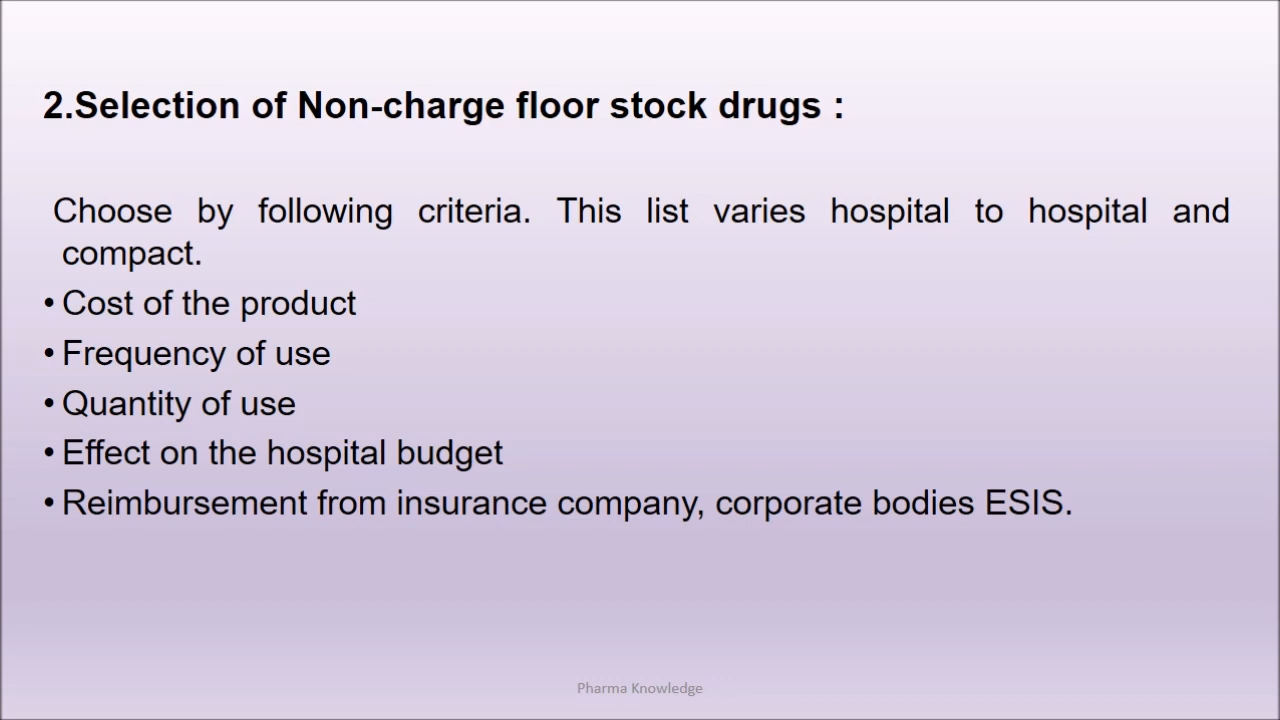 2.Selection of Non-charge floor stock drugs :
Choose by following criteria. This list varies hospital to hospital and
compact.
• Cost of the product
• Frequency of use
• Quantity of use
• Effect on the hospital budget
• Reimbursement from insurance company, corporate bodies ESIS.
Pharma Knowledge